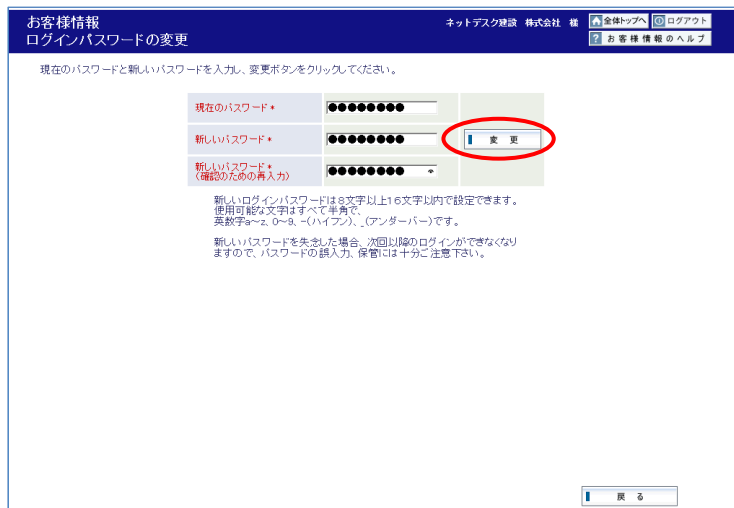 お客様情報
ネットデスク建設 株式会社 様
全体トップへ
ログアウト
ログインパスワードの変更
? お客様情報のヘルプ
現在のパスワードと新しいパスワードを入力し、変更ボタンをクリックしてください。
現在のパスワード*
●●●●●●●●
新しいパスワード*
●●●●●●●●
変 更
新しいパスワード*
(確認のための再入力)
●●●●●●●●
新しいログインパスワードは8文字以上16文字以内で設定できます。
使用可能な文字はすべて半角で、
英数字a~z、0~9、-(ハイフン)、_(アンダーバー)です。
新しいパスワードを失念した場合、次回以降のログインができなくなり
ますので、パスワードの誤入力、保管には十分ご注意下さい。
戻 る